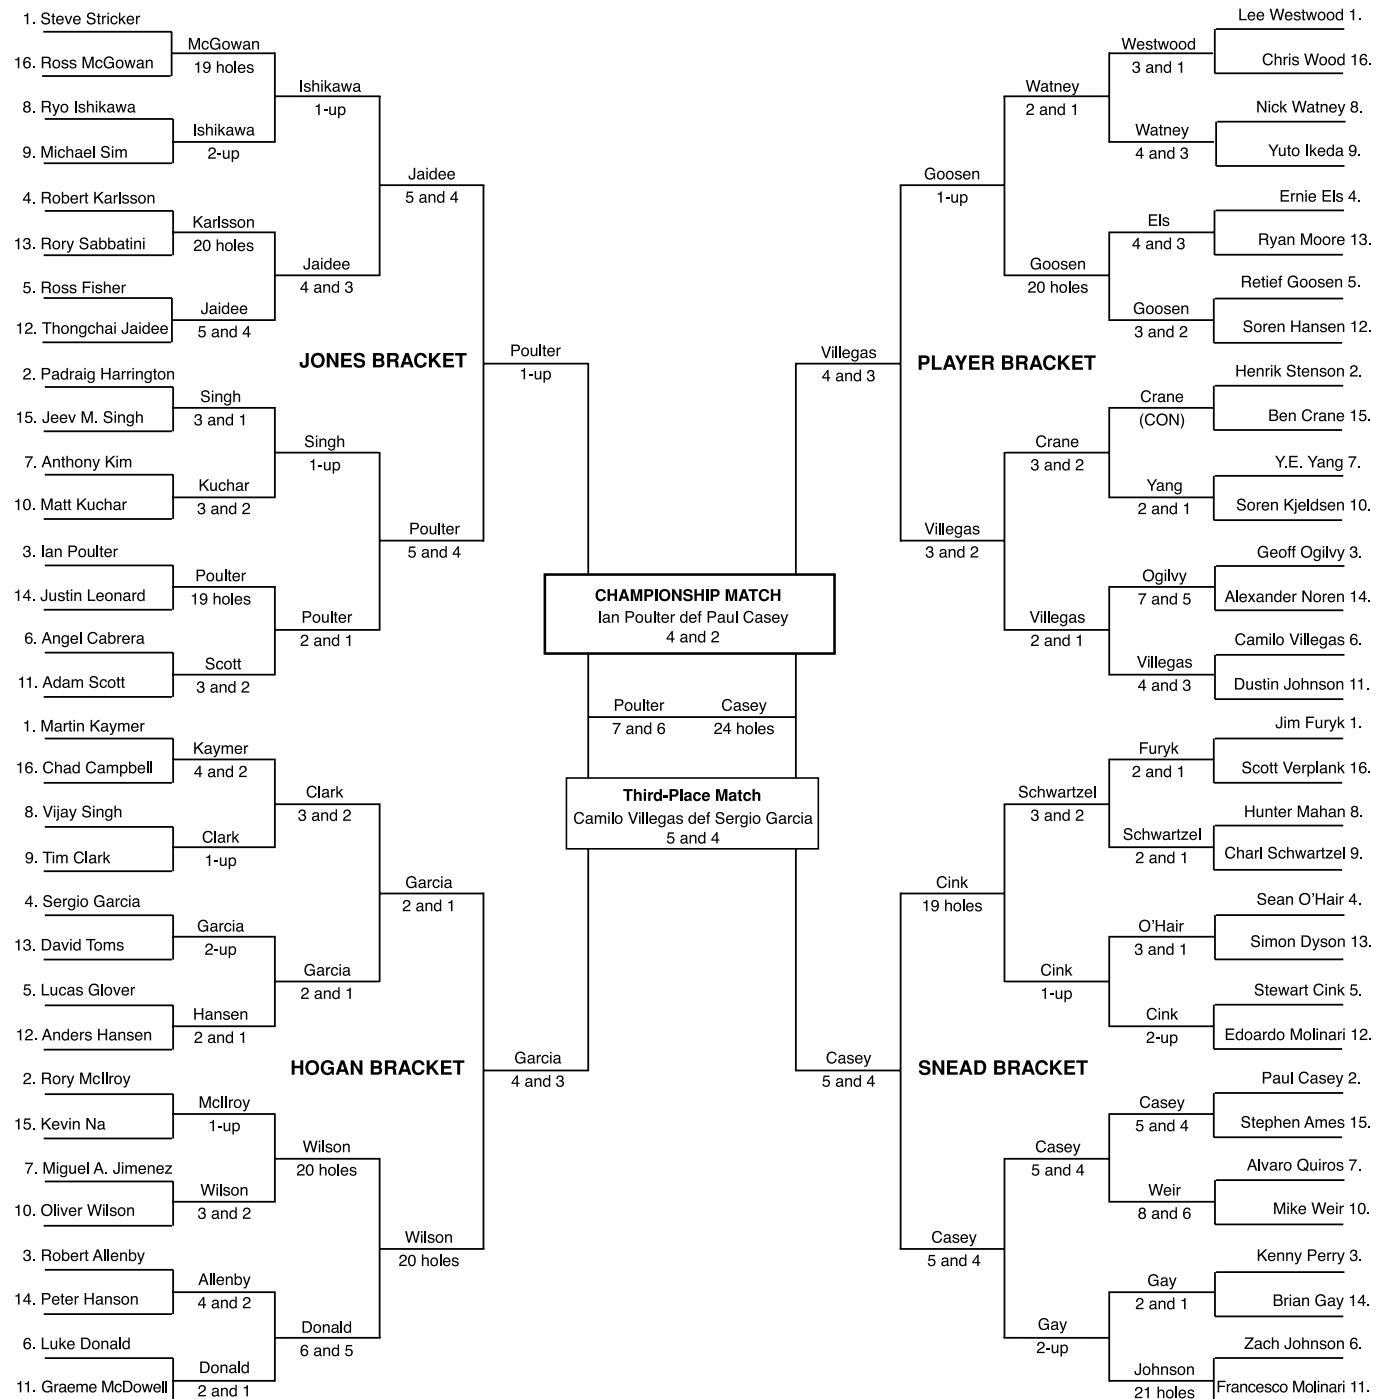 1. Steve Stricker
McGowan
16. Ross McGowan
19 holes
Ishikawa
1-up
8. Ryo Ishikawa
Ishikawa
9. Michael Sim
2-up
Jaidee
5 and 4
4. Robert Karlsson
Karlsson
13. Rory Sabbatini
20 holes
Jaidee
4 and 3
5. Ross Fisher
Jaidee
12. Thongchai Jaidee
5 and 4
JONES BRACKET
Poulter
1-up
2. Padraig Harrington
Singh
15. Jeev M. Singh
3 and 1
Singh
1-up
7. Anthony Kim
Kuchar
10. Matt Kuchar
3 and 2
Poulter
5 and 4
3. Ian Poulter
Poulter
14. Justin Leonard
19 holes
Poulter
2 and 1
6. Angel Cabrera
Scott
11. Adam Scott
3 and 2
1. Martin Kaymer
Kaymer
16. Chad Campbell
4 and 2
Clark
3 and 2
8. Vijay Singh
Clark
9. Tim Clark
1-up
Garcia
2 and 1
4. Sergio Garcia
Garcia
13. David Toms
2-up
Garcia
2 and 1
5. Lucas Glover
Hansen
12. Anders Hansen
2 and 1
HOGAN BRACKET
Garcia
4 and 3
2. Rory McIlroy
McIlroy
15. Kevin Na
1-up
Wilson
20 holes
7. Miguel A. Jimenez
Wilson
10. Oliver Wilson
3 and 2
Wilson
20 holes
3. Robert Allenby
Allenby
14. Peter Hanson
4 and 2
Donald
6 and 5
6. Luke Donald
Donald
11. Graeme McDowell
2 and 1
CHAMPIONSHIP MATCH
Ian Poulter def Paul Casey
4 and 2
Poulter
7 and 6
Casey
24 holes
Third-Place Match
Camilo Villegas def Sergio Garcia
5 and 4
Lee Westwood 1.
Westwood
3 and 1
Chris Wood 16.
Watney
2 and 1
Nick Watney 8.
Watney
4 and 3
Yuto Ikeda 9.
Goosen
1-up
Ernie Els 4.
Els
4 and 3
Ryan Moore 13.
Goosen
20 holes
Retief Goosen 5.
Goosen
3 and 2
Soren Hansen 12.
Villegas
4 and 3
PLAYER BRACKET
Henrik Stenson 2.
Crane
(CON)
Ben Crane 15.
Crane
3 and 2
Y.E. Yang 7.
Yang
2 and 1
Soren Kjeldsen 10.
Villegas
3 and 2
Geoff Ogilvy 3.
Ogilvy
7 and 5
Alexander Noren 14.
Villegas
2 and 1
Camilo Villegas 6.
Villegas
4 and 3
Dustin Johnson 11.
Jim Furyk 1.
Furyk
2 and 1
Scott Verplank 16.
Schwartzel
3 and 2
Hunter Mahan 8.
Schwartzel
2 and 1
Charl Schwartzel 9.
Cink
19 holes
Sean O'Hair 4.
O'Hair
3 and 1
Simon Dyson 13.
Cink
1-up
Stewart Cink 5.
Cink
2-up
Edoardo Molinari 12.
Casey
5 and 4
SNEAD BRACKET
Paul Casey 2.
Casey
5 and 4
Stephen Ames 15.
Casey
5 and 4
Alvaro Quiros 7.
Weir
8 and 6
Mike Weir 10.
Casey
5 and 4
Kenny Perry 3.
Gay
2 and 1
Brian Gay 14.
Gay
2-up
Zach Johnson 6.
Johnson
21 holes
Francesco Molinari 11.